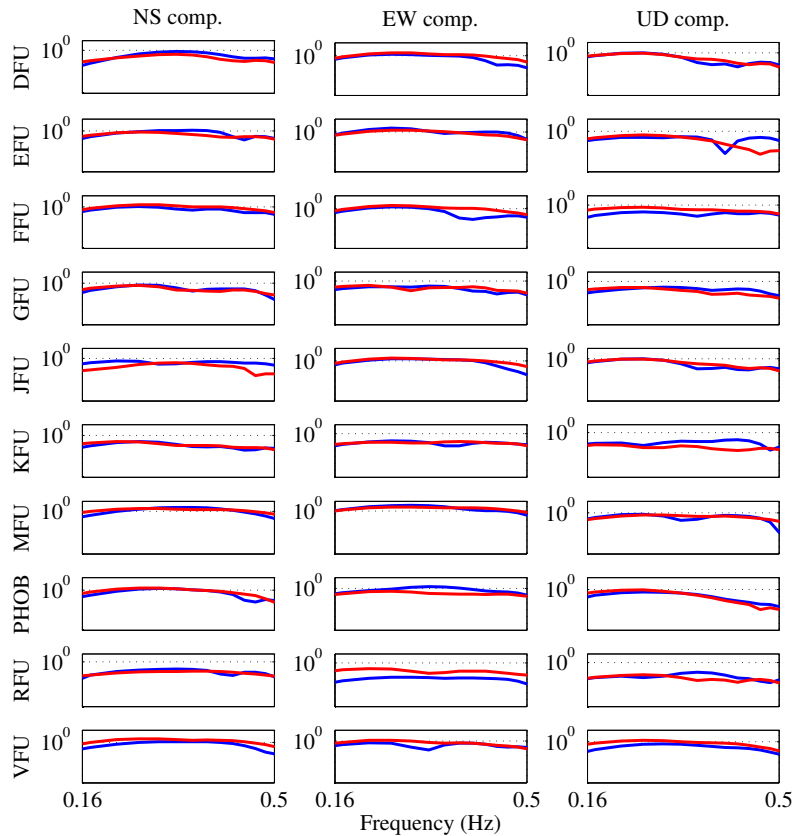 NS comp. EW comp. UD comp.
DFU 10^0 10^0 10^0
EFU 10^0 10^0 10^0
FFU 10^0 10^0 10^0
GFU 10^0 10^0 10^0
JFU 10^0 10^0 10^0
KFU 10^0 10^0 10^0
MFU 10^0 10^0 10^0
PHOB 10^0 10^0 10^0
RFU 10^0 10^0 10^0
VFU 10^0 10^0 10^0
0.16 0.5 0.16 0.5 0.16 0.5
Frequency (Hz)